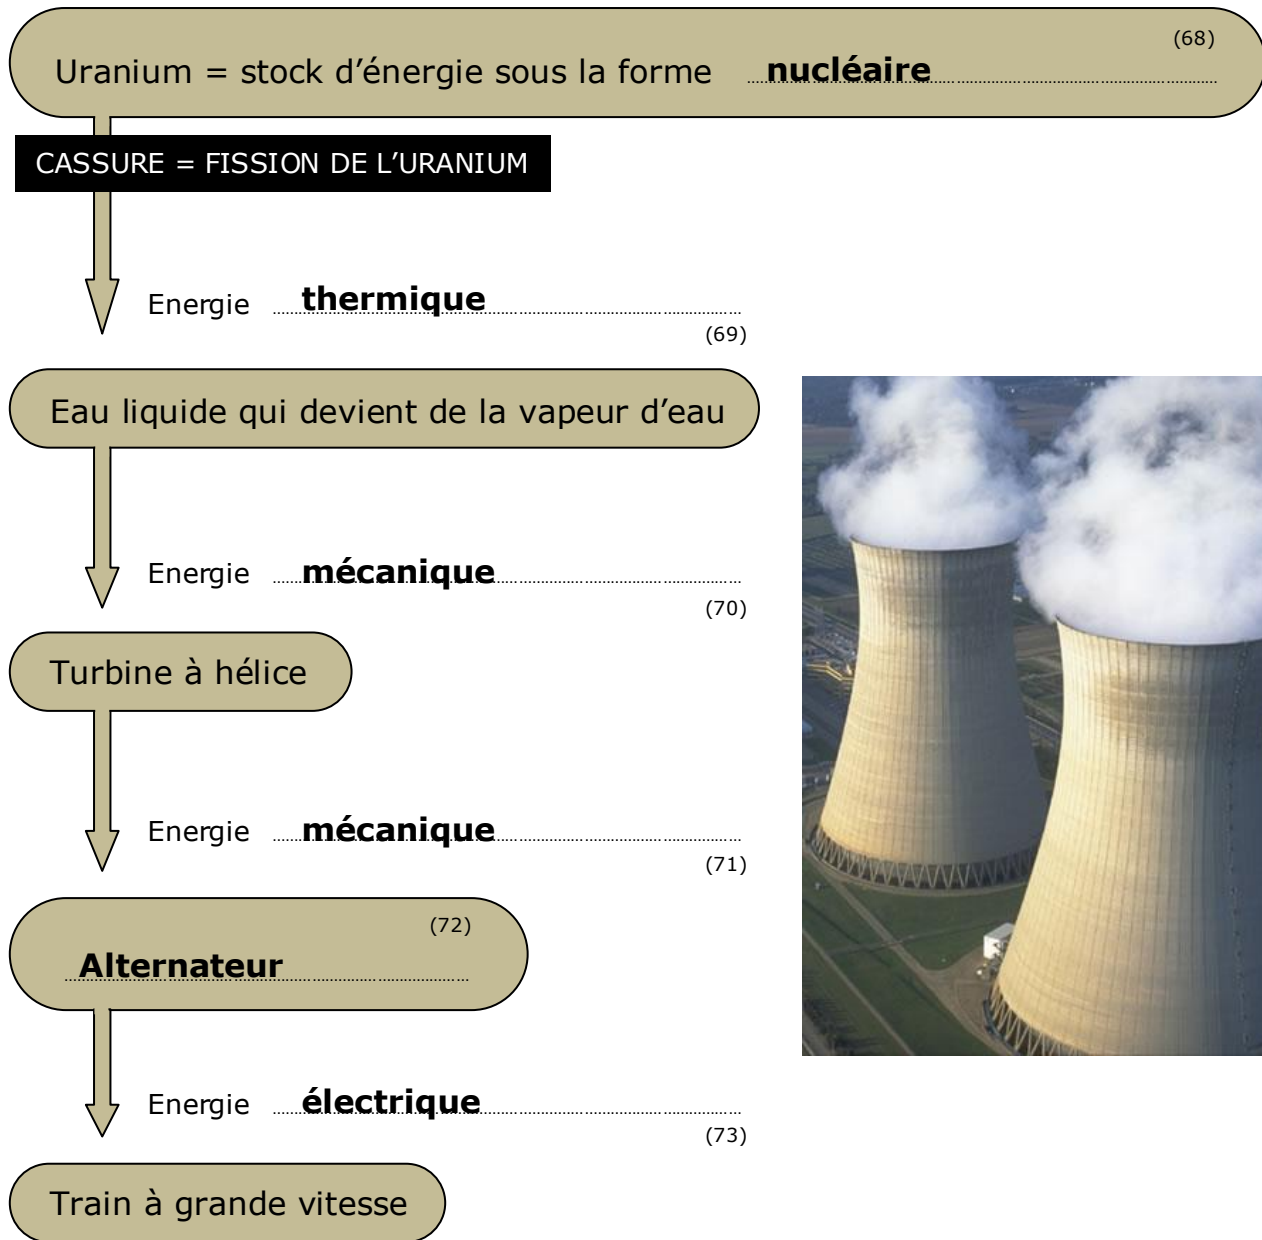 (68)
Uranium = stock d’énergie sous la forme nucléaire
CASSURE = FISSION DE L’URANIUM
Energie thermique
(69)
Eau liquide qui devient de la vapeur d’eau
Energie mécanique
(70)
Turbine à hélice
Energie mécanique
(71)
(72)
Alternateur
Energie électrique
(73)
Train à grande vitesse